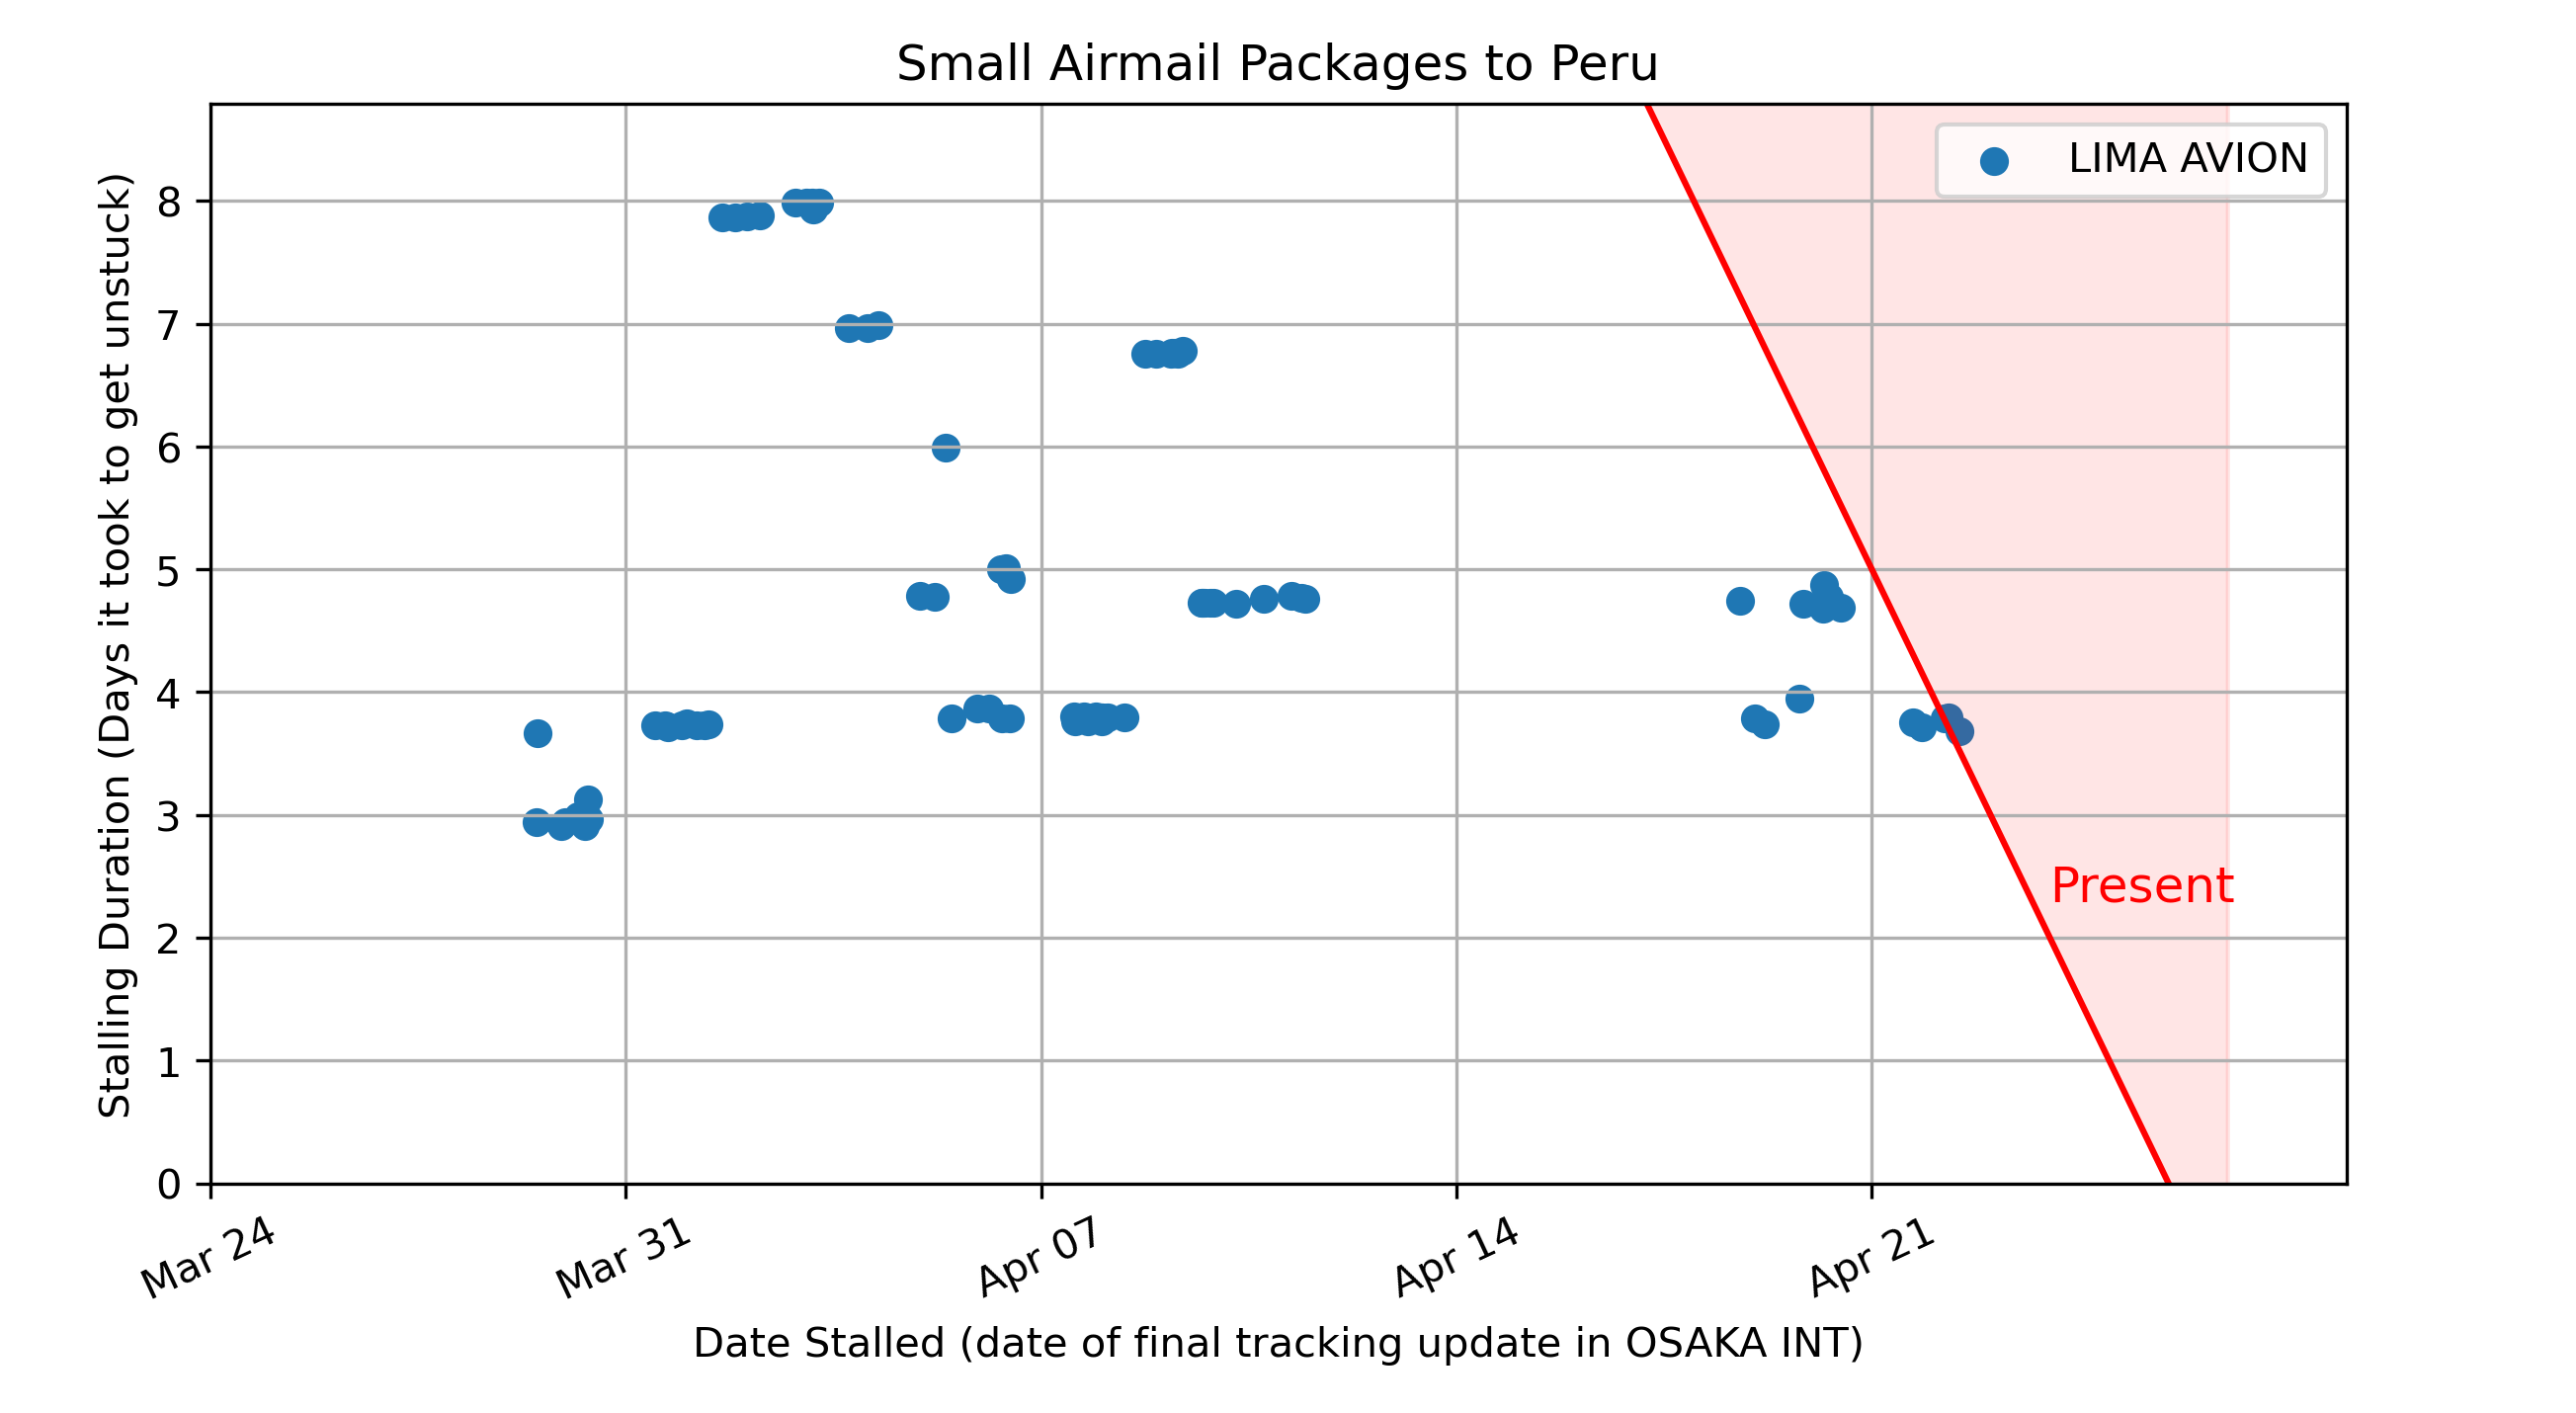 Small Airmail Packages to Peru
LIMA AVION
Stalling Duration (Days it took to get unstuck)
8
7
6
5
4
3
2
1
0
Present
Mar 24
Mar 31
Apr 07
Apr 14
Apr 21
Date Stalled (date of final tracking update in OSAKA INT)